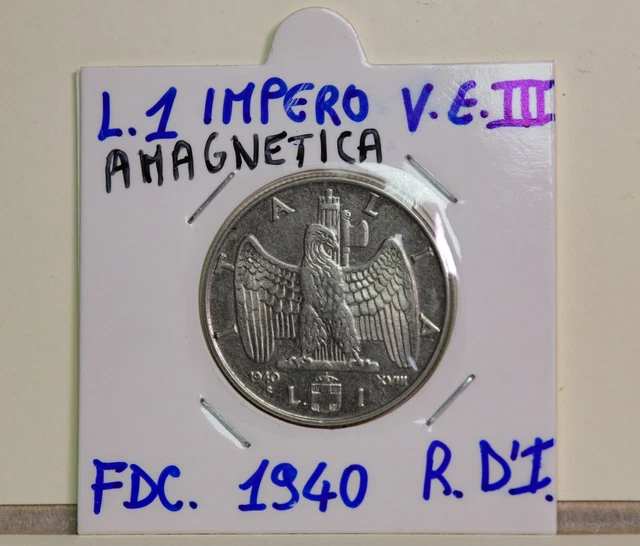 L.1 IMPERO V.E.III
AMAGNETICA
ITALIA
1940 XVIII
R
L. 1
FDC. 1940 R. D'I.